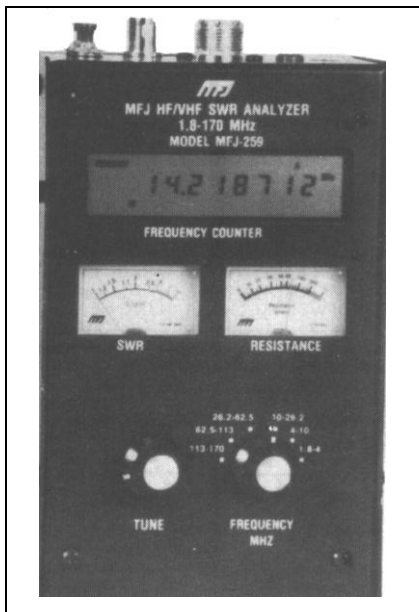 MFJ
MFJ HF/VHF SWR ANALYZER
1.8-170 MHz
MODEL MFJ-259
14.218712
FREQUENCY COUNTER
MFJ
MFJ
SWR
RESISTANCE
26.2-62.5 10-26.2
62.5-113 4-10
113-170 1.8-4
TUNE
FREQUENCY
MHZ